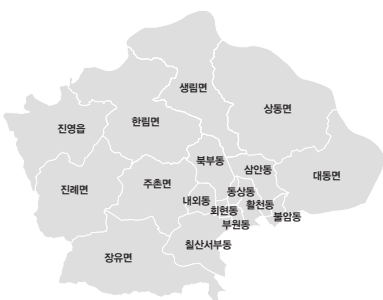 생림면
상동면
한림면
진영읍
북부동
삼안동
대동면
주촌면
진례면
동상동
내외동
활천동
회현동
불암동
부원동
칠산서부동
장유면